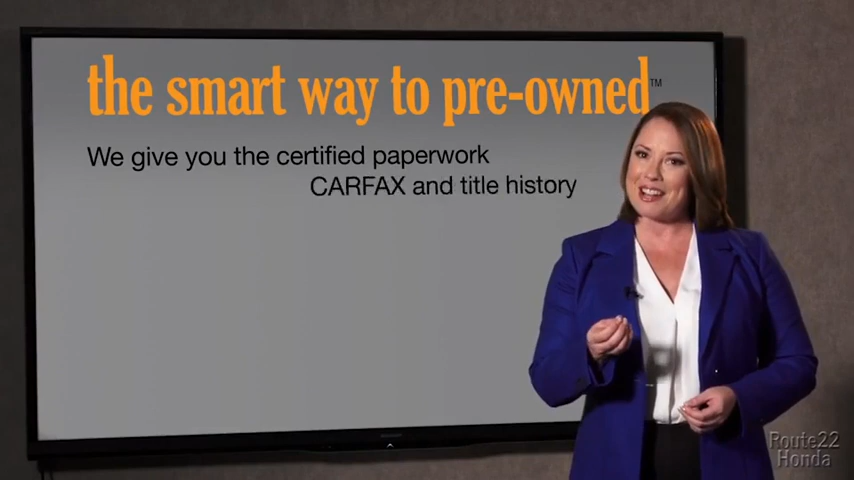 the smart way to pre-owned™
We give you the certified paperwork
CARFAX and title history
Route22
Honda